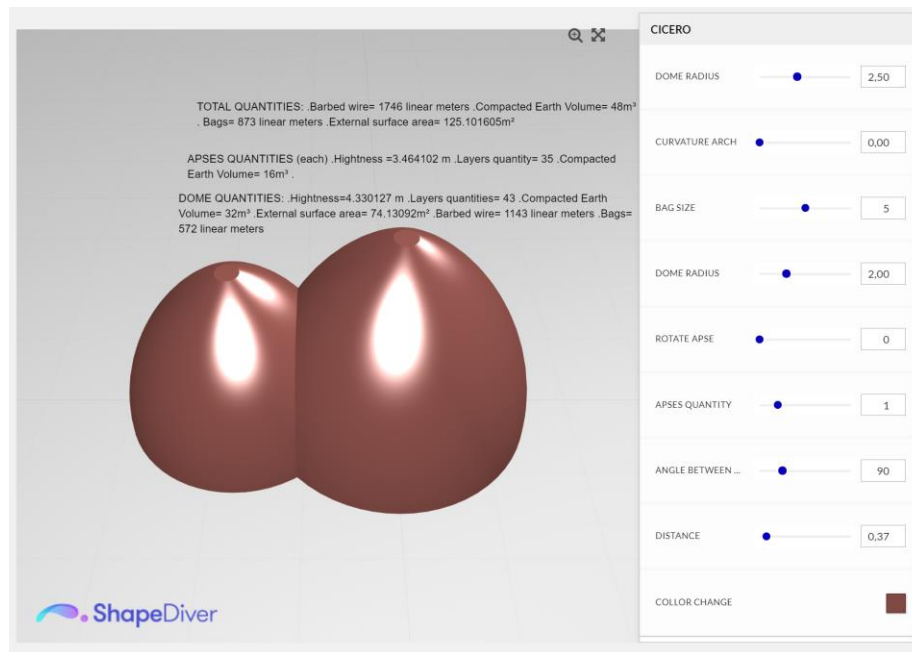 CICERO
TOTAL QUANTITIES: .Barbed wire= 1746 linear meters .Compacted Earth Volume= 48m³
. Bags= 873 linear meters .External surface area= 125.101605m²
APSES QUANTITIES (each) .Hightness =3.464102 m .Layers quantity= 35 .Compacted
Earth Volume= 16m³ .
DOME QUANTITIES: .Hightness=4.330127 m .Layers quantities= 43 .Compacted Earth
Volume= 32m³ .External surface area= 74.13092m² .Barbed wire= 1143 linear meters .Bags=
572 linear meters
DOME RADIUS 2,50
CURVATURE ARCH 0,00
BAG SIZE 5
DOME RADIUS 2,00
ROTATE APSE 0
APSES QUANTITY 1
ANGLE BETWEEN ... 90
DISTANCE 0,37
COLLOR CHANGE
ShapeDiver